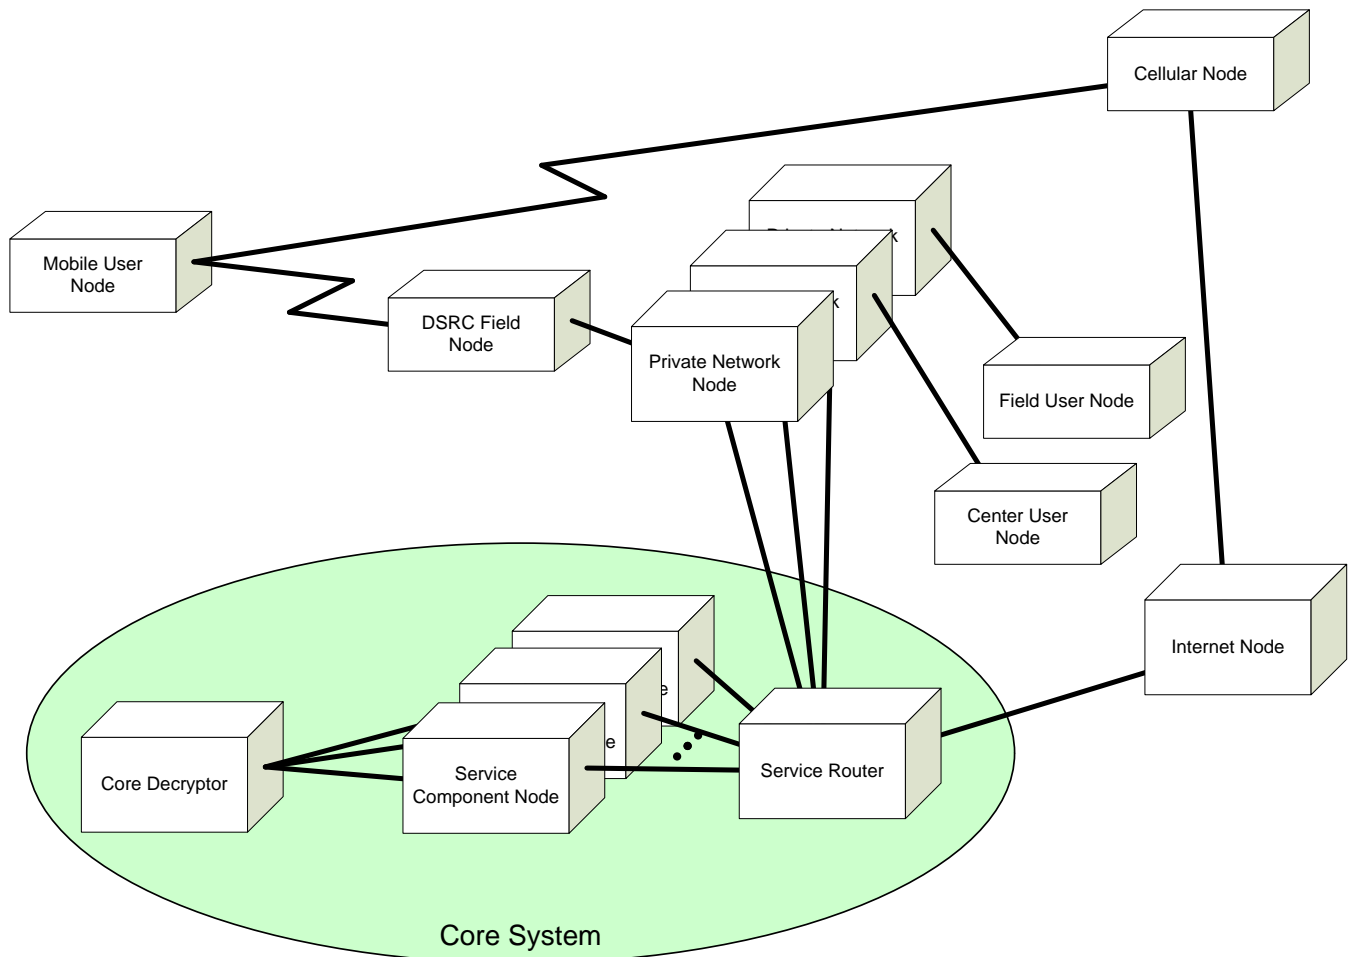 Cellular Node
Mobile User
Node
DSRC Field
Node
Private Network
Node
Field User Node
Center User
Node
Internet Node
Core Decryptor
Service
Component Node
Service Router
Core System